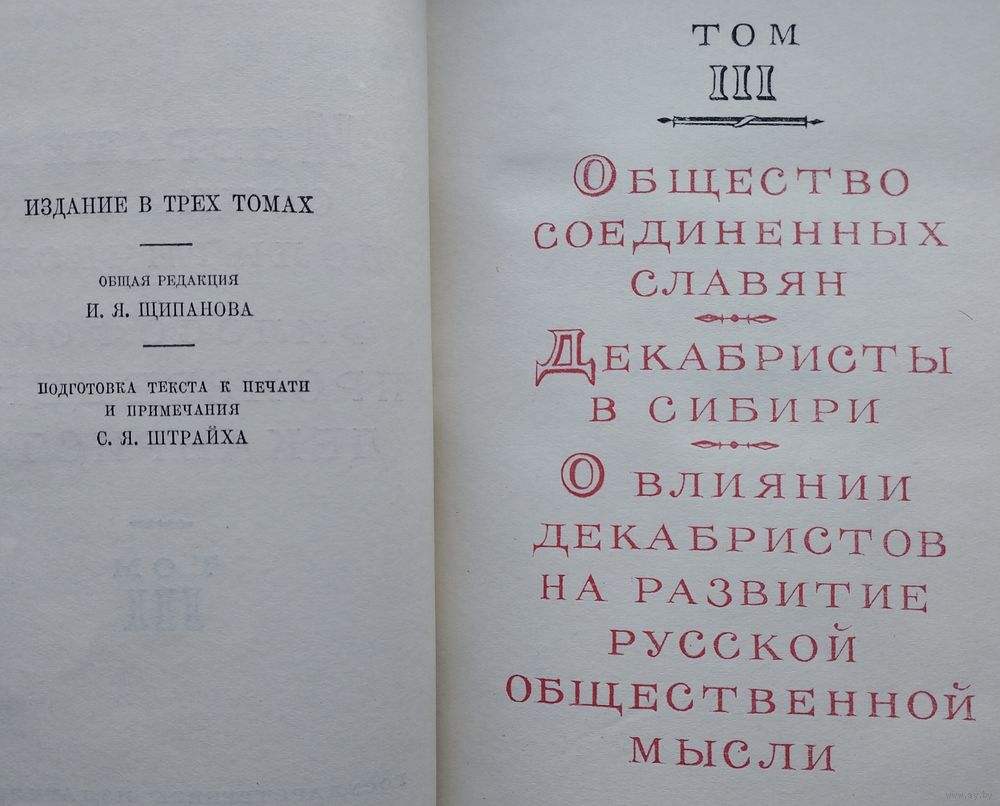 ИЗДАНИЕ В ТРЕХ ТОМАХ
ОБЩАЯ РЕДАКЦИЯ
И. Я. ЩИПАНОВА
ПОДГОТОВКА ТЕКСТА К ПЕЧАТИ
И ПРИМЕЧАНИЯ
С. Я. ШТРАЙХА
ТОМ
III
ОБЩЕСТВО
СОЕДИНЕННЫХ
СЛАВЯН
ДЕКАБРИСТЫ
В СИБИРИ
О ВЛИЯНИИ
ДЕКАБРИСТОВ
НА РАЗВИТИЕ
РУССКОЙ
ОБЩЕСТВЕННОЙ
МЫСЛИ